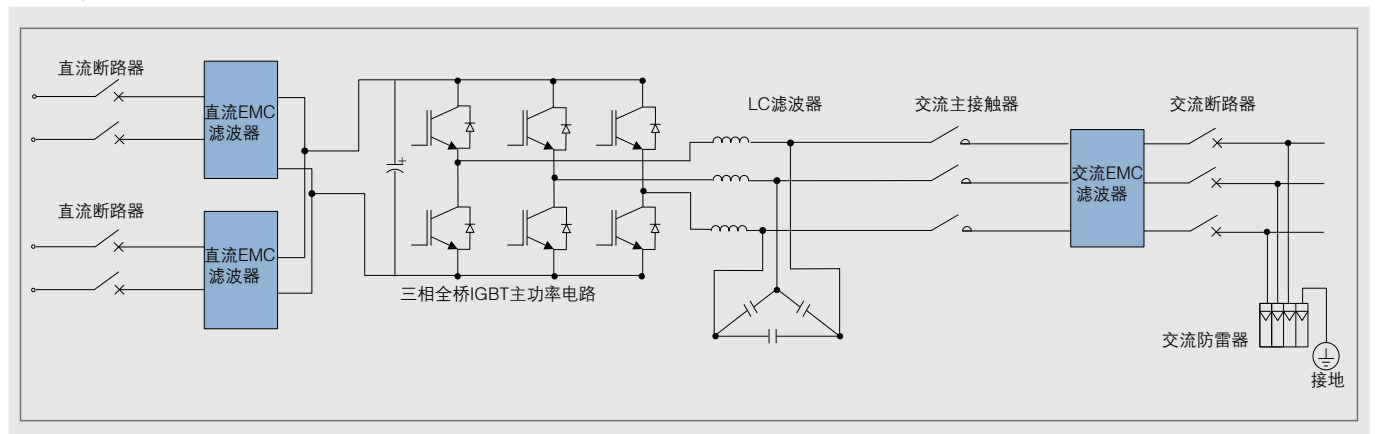 直流断路器
直流EMC
滤波器
直流断路器
直流EMC
滤波器
三相全桥IGBT主功率电路
LC滤波器
交流主接触器
交流EMC
滤波器
交流断路器
交流防雷器
接地